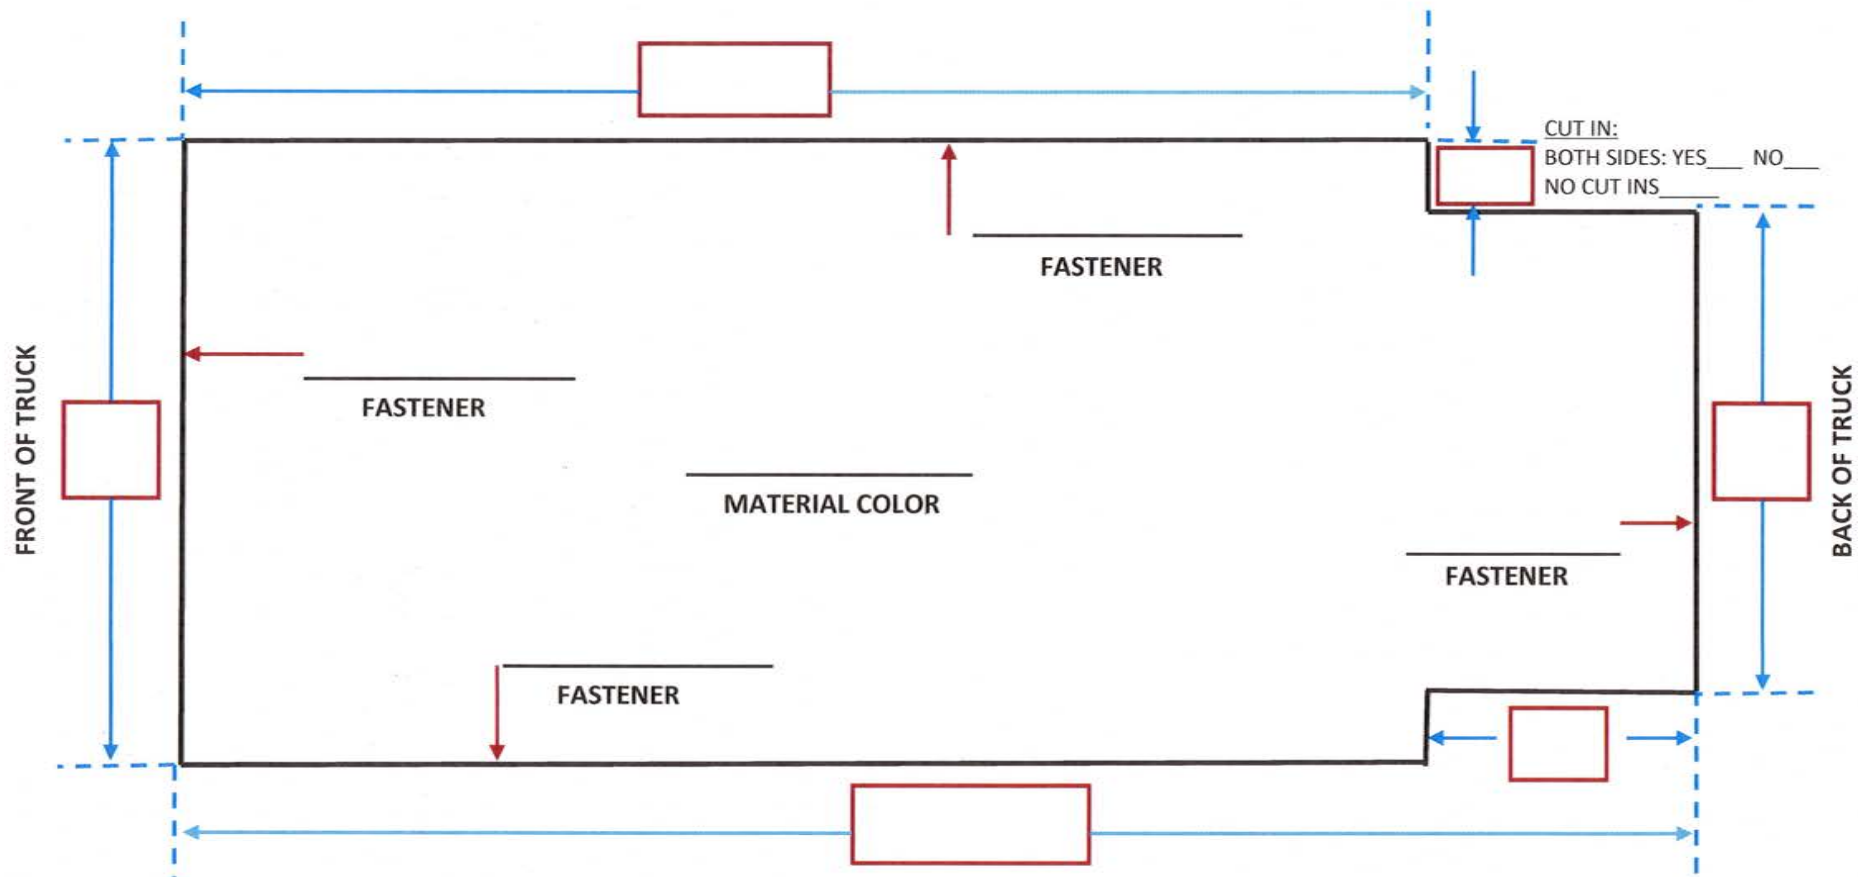 CUT IN:
BOTH SIDES: YES___ NO___
NO CUT INS_____
FASTENER
FRONT OF TRUCK
FASTENER
MATERIAL COLOR
BACK OF TRUCK
FASTENER
FASTENER